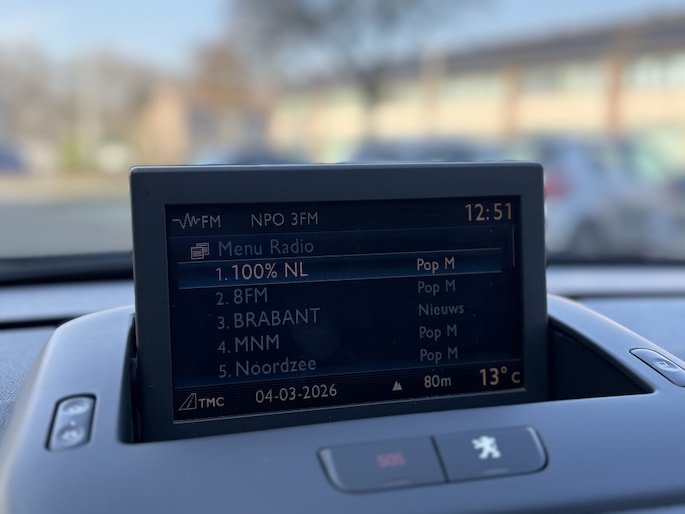 FM NPO 3FM 12:51
Menu Radio
1. 100% NL Pop M
2. 8FM Pop M
3. BRABANT Nieuws
4. MNM Pop M
5. Noordzee Pop M
TMC 04-03-2026 80m 13°C
SOS